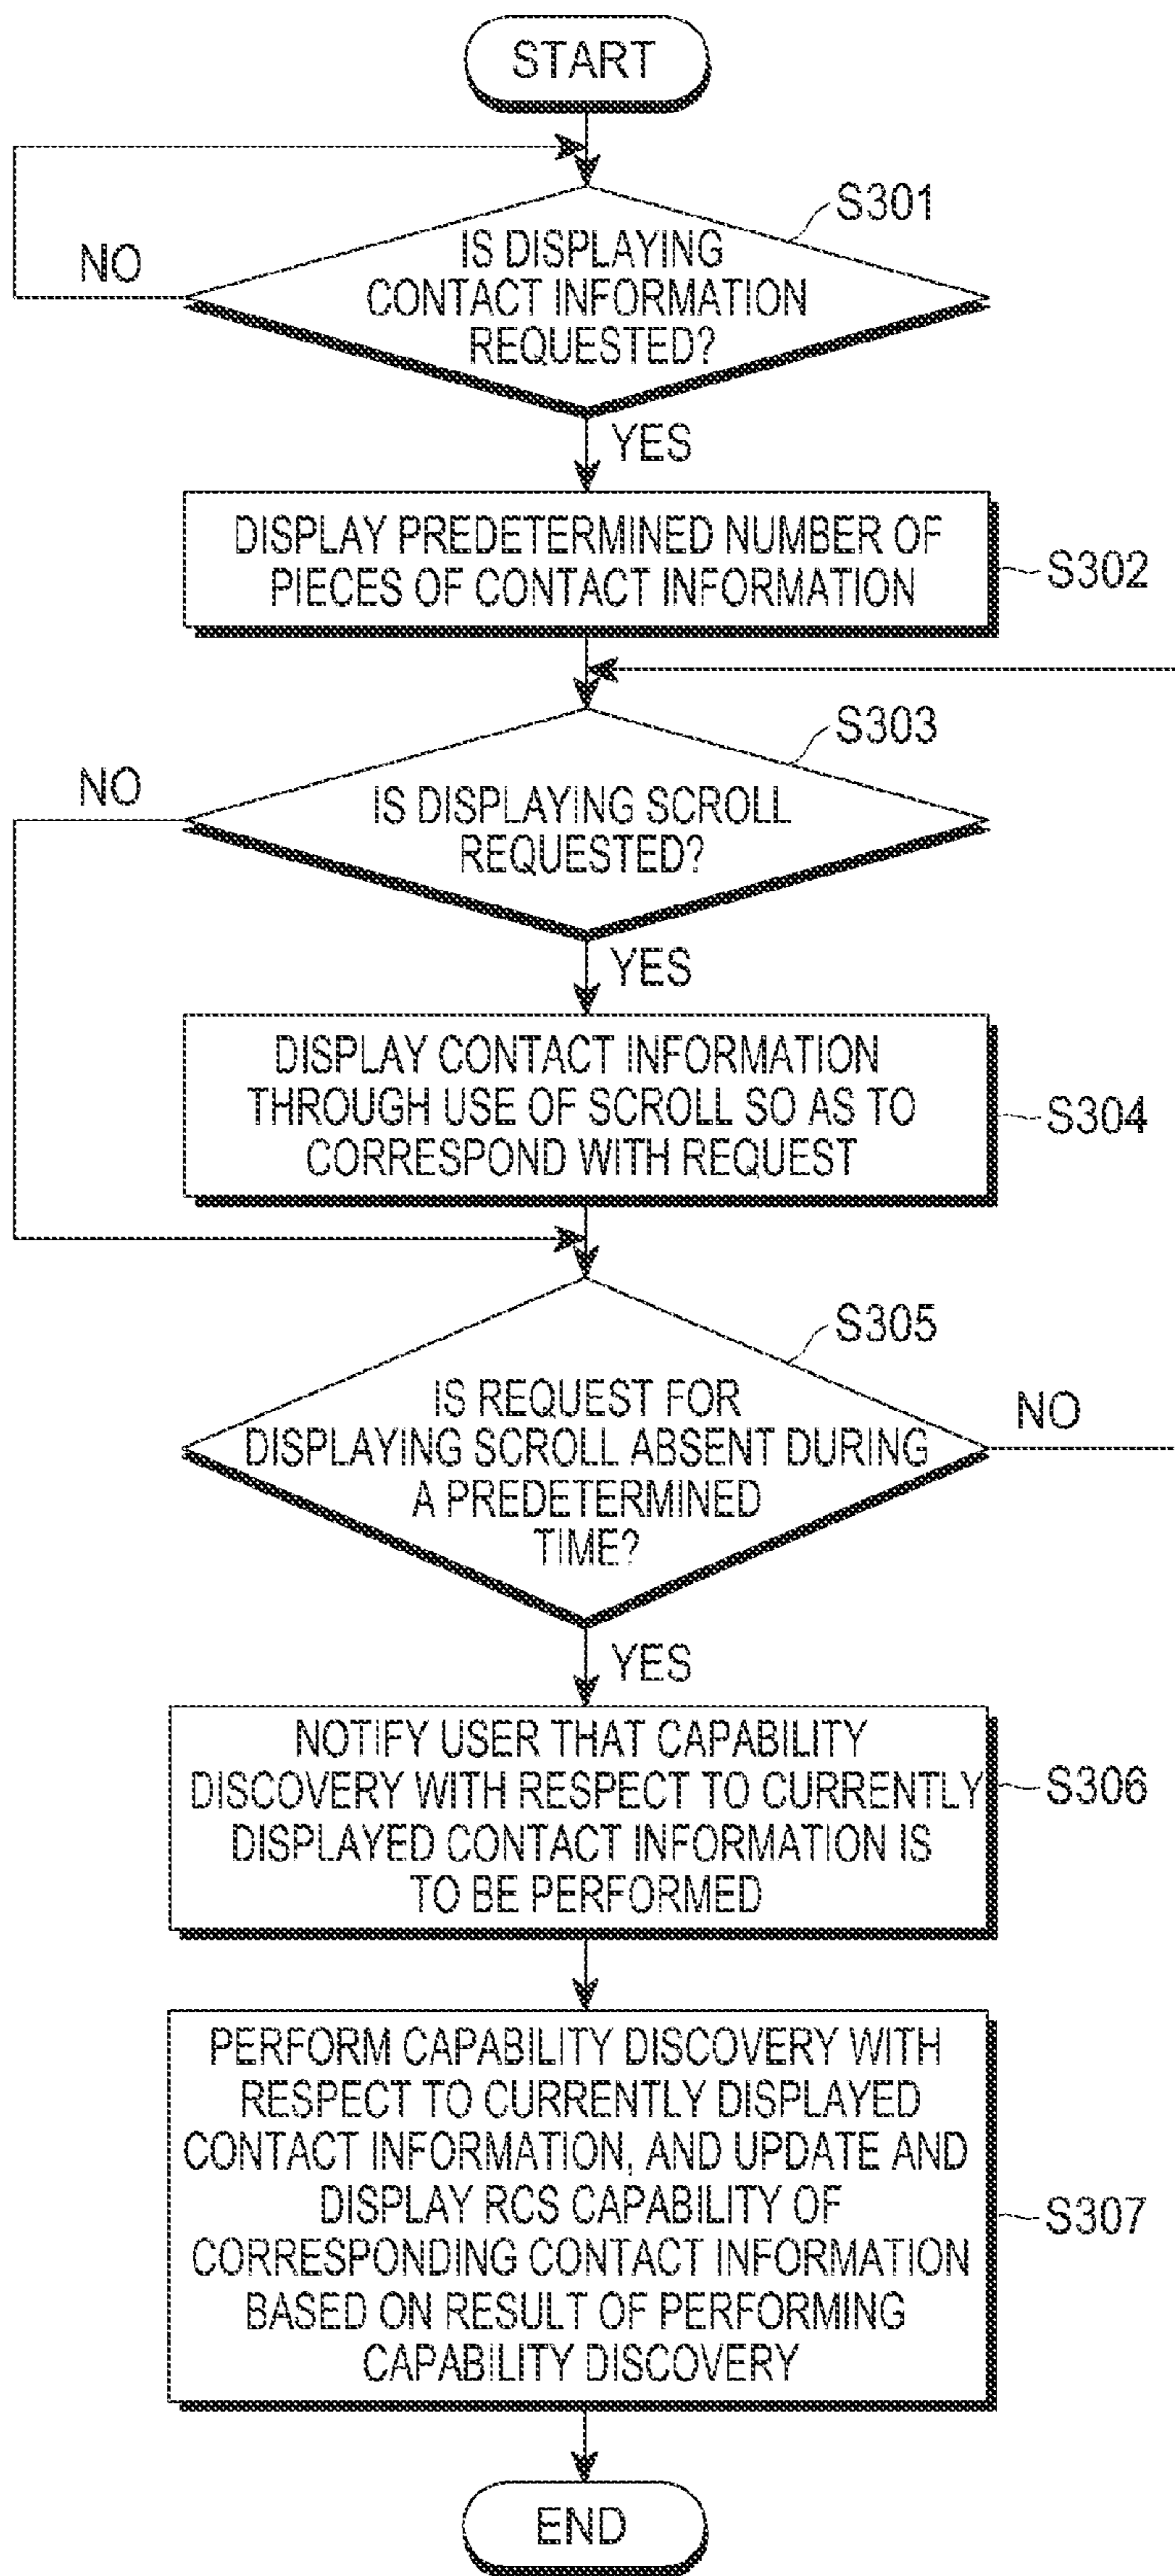 START
S301
IS DISPLAYING
CONTACT INFORMATION
REQUESTED?
NO
YES
DISPLAY PREDETERMINED NUMBER OF
PIECES OF CONTACT INFORMATION
S302
S303
NO
IS DISPLAYING SCROLL
REQUESTED?
YES
DISPLAY CONTACT INFORMATION
THROUGH USE OF SCROLL SO AS TO
CORRESPOND WITH REQUEST
S304
S305
IS REQUEST FOR
DISPLAYING SCROLL ABSENT DURING
A PREDETERMINED
TIME?
NO
YES
NOTIFY USER THAT CAPABILITY
DISCOVERY WITH RESPECT TO CURRENTLY
DISPLAYED CONTACT INFORMATION IS
TO BE PERFORMED
S306
PERFORM CAPABILITY DISCOVERY WITH
RESPECT TO CURRENTLY DISPLAYED
CONTACT INFORMATION, AND UPDATE AND
DISPLAY RCS CAPABILITY OF
CORRESPONDING CONTACT INFORMATION
BASED ON RESULT OF PERFORMING
CAPABILITY DISCOVERY
S307
END